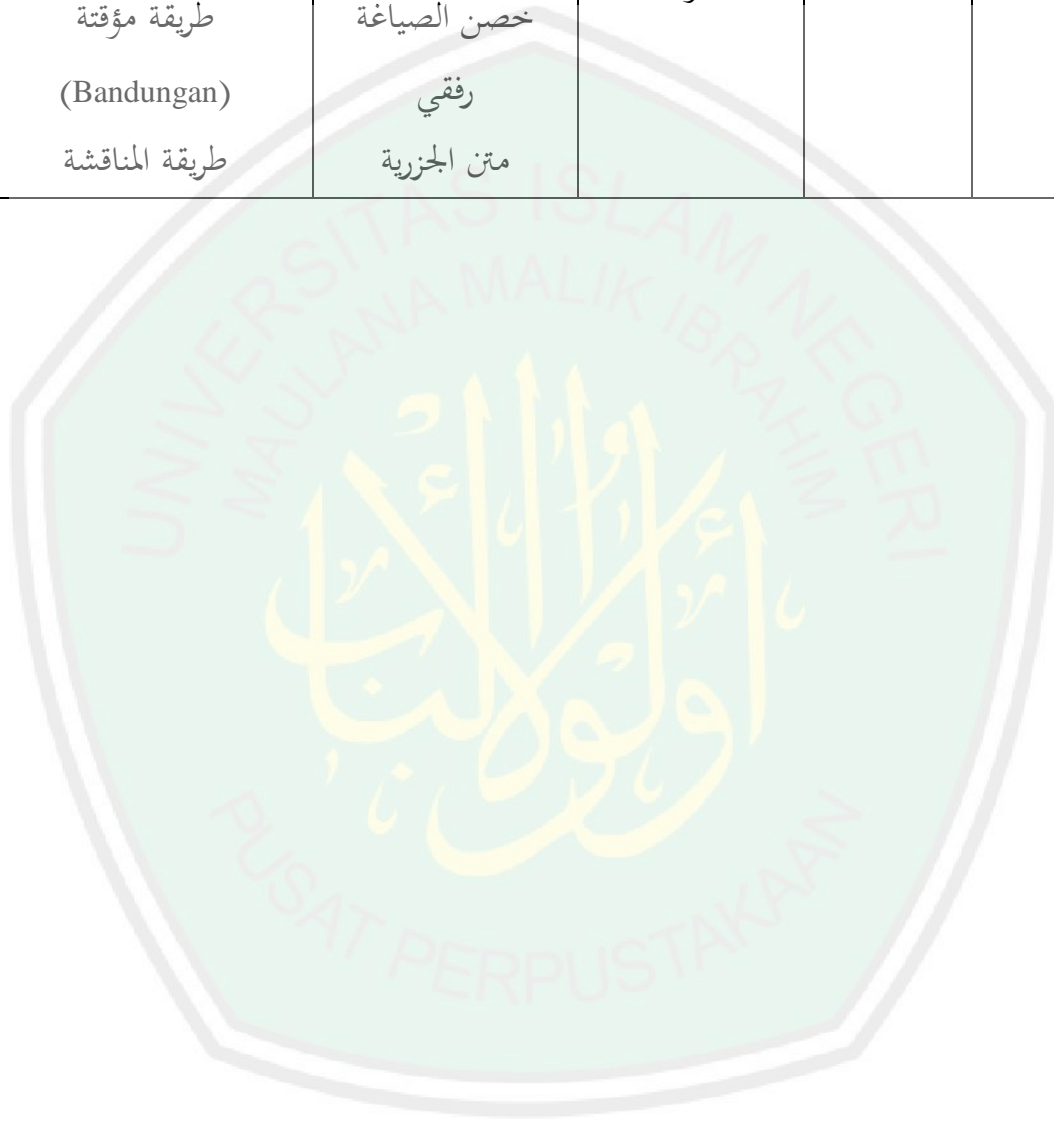 خصن الصياغة	طريقة مؤقتة
رفقي	(Bandungan)
متن الجزرية	طريقة المناقشة
UNIVERSITAS ISLAM NEGERI
MAULANA MALIK IBRAHIM
أولوا الألباب
PUSAT PERPUSTAKAAN